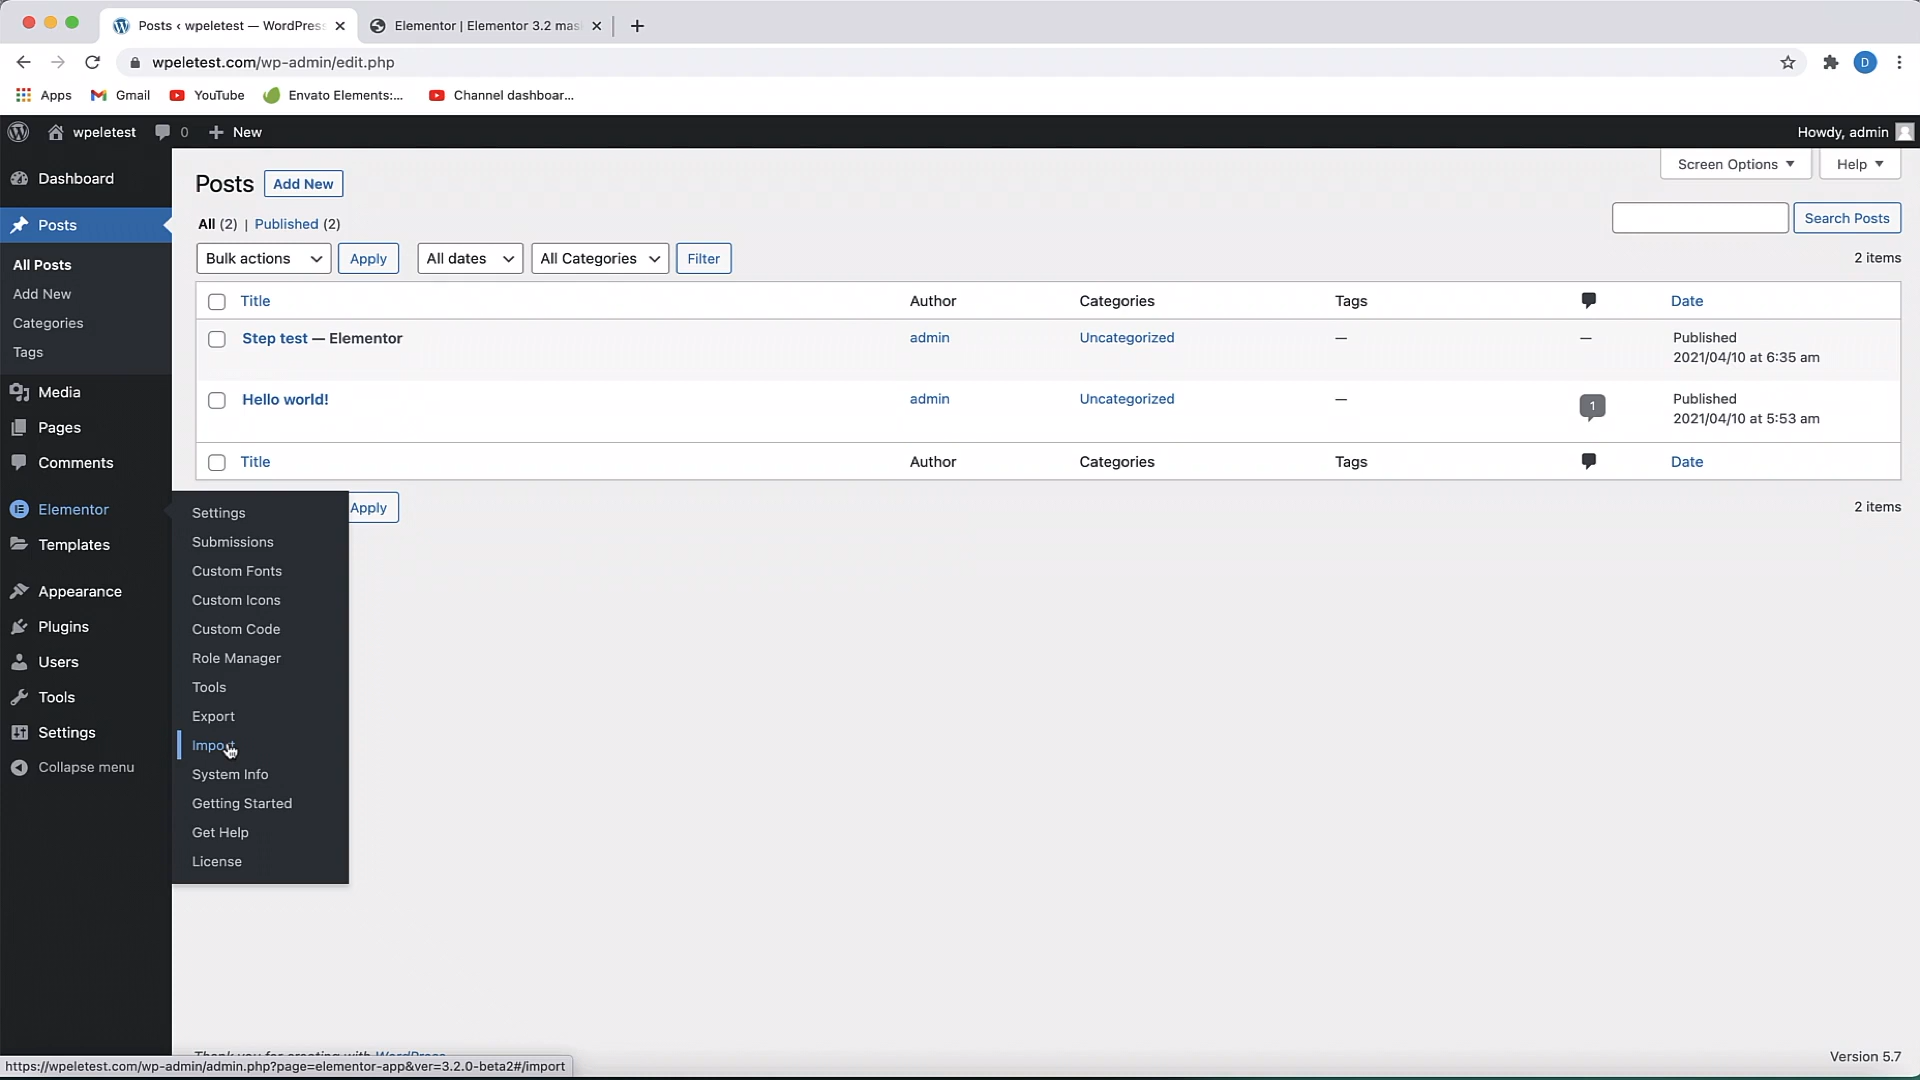 Posts ‹ wpeletest — WordPress
Elementor | Elementor 3.2 mas
wpeletest.com/wp-admin/edit.php
D
Apps
Gmail
YouTube
Envato Elements:...
Channel dashboar...
wpeletest
0
New
Howdy, admin
Dashboard
Posts
All Posts
Add New
Categories
Tags
Media
Pages
Comments
Elementor
Templates
Appearance
Plugins
Users
Tools
Settings
Collapse menu
Settings
Submissions
Custom Fonts
Custom Icons
Custom Code
Role Manager
Tools
Export
Import
System Info
Getting Started
Get Help
License
Screen Options
Help
Posts Add New
All (2) | Published (2)
Search Posts
Bulk actions Apply All dates All Categories Filter
2 items
Title Author Categories Tags Date
Step test — Elementor admin Uncategorized — — Published
2021/04/10 at 6:35 am
Hello world! admin Uncategorized — 1 Published
2021/04/10 at 5:53 am
Title Author Categories Tags Date
Apply
2 items
Thank you for creating with WordPress
Version 5.7
https://wpeletest.com/wp-admin/admin.php?page=elementor-app&ver=3.2.0-beta2#/import